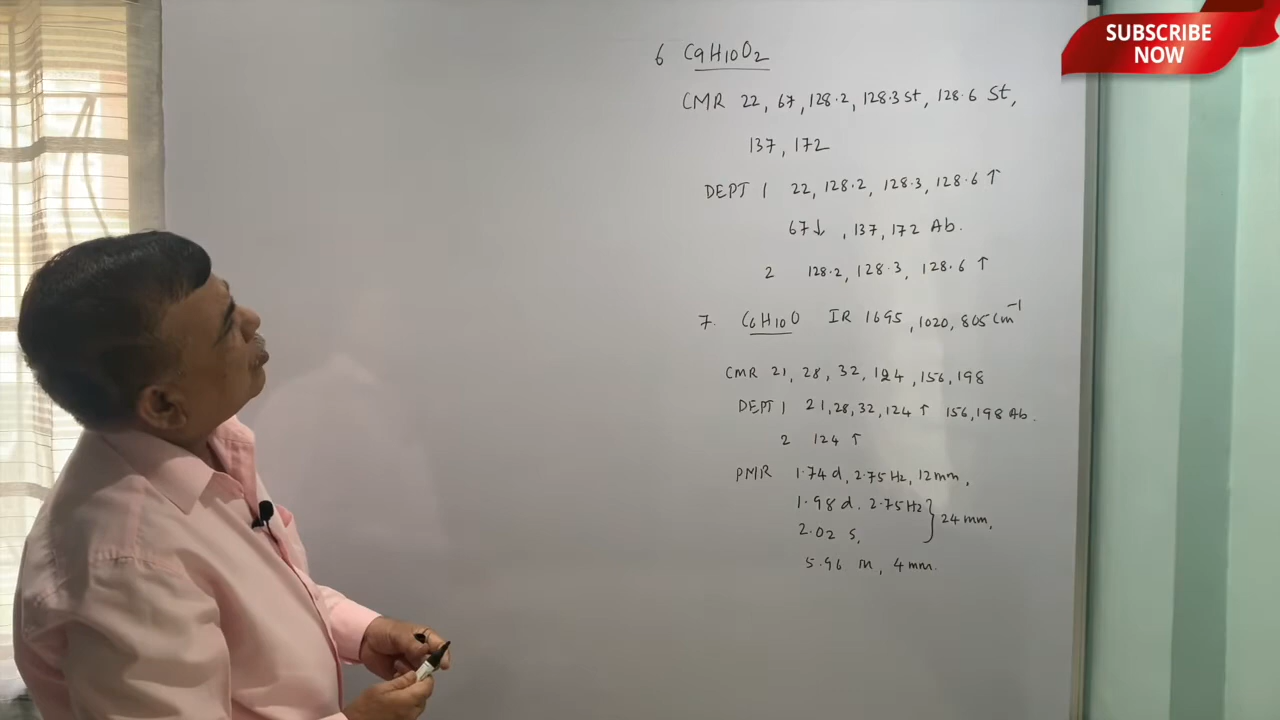 SUBSCRIBE
NOW
6 C9H10O2
CMR 22, 67, 128.2, 128.3 st, 128.6 St,
137, 172
DEPT 1 22, 128.2, 128.3, 128.6 ↑
67↓, 137, 172 Ab.
2 128.2, 128.3, 128.6 ↑
7. C6H10O IR 1695, 1020, 805 Cm⁻¹
CMR 21, 28, 32, 124, 156, 198
DEPT 1 21, 28, 32, 124 ↑ 156, 198 Ab.
2 124 ↑
PMR 1.74 d, 2.75 Hz, 12 mm,
1.98 d. 2.75 Hz } 24 mm,
2.02 s,
5.96 m, 4 mm.